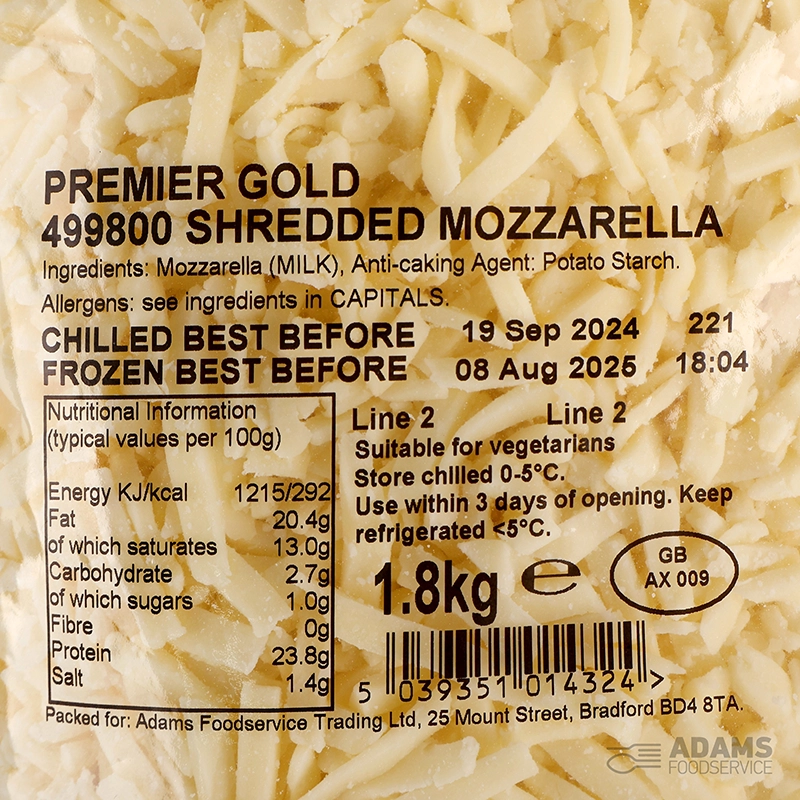 PREMIER GOLD
499800 SHREDDED MOZZARELLA
Ingredients: Mozzarella (MILK), Anti-caking Agent: Potato Starch.
Allergens: see ingredients in CAPITALS.
CHILLED BEST BEFORE 19 Sep 2024 221
FROZEN BEST BEFORE 08 Aug 2025 18:04
Nutritional Information
(typical values per 100g)
Energy KJ/kcal 1215/292
Fat 20.4g
of which saturates 13.0g
Carbohydrate 2.7g
of which sugars 1.0g
Fibre 0g
Protein 23.8g
Salt 1.4g
Line 2 Line 2
Suitable for vegetarians
Store chilled 0-5°C.
Use within 3 days of opening. Keep
refrigerated <5°C.
1.8kg e
GB
AX 009
5 039351 014324 >
Packed for: Adams Foodservice Trading Ltd, 25 Mount Street, Bradford BD4 8TA.
ADAMS
FOODSERVICE